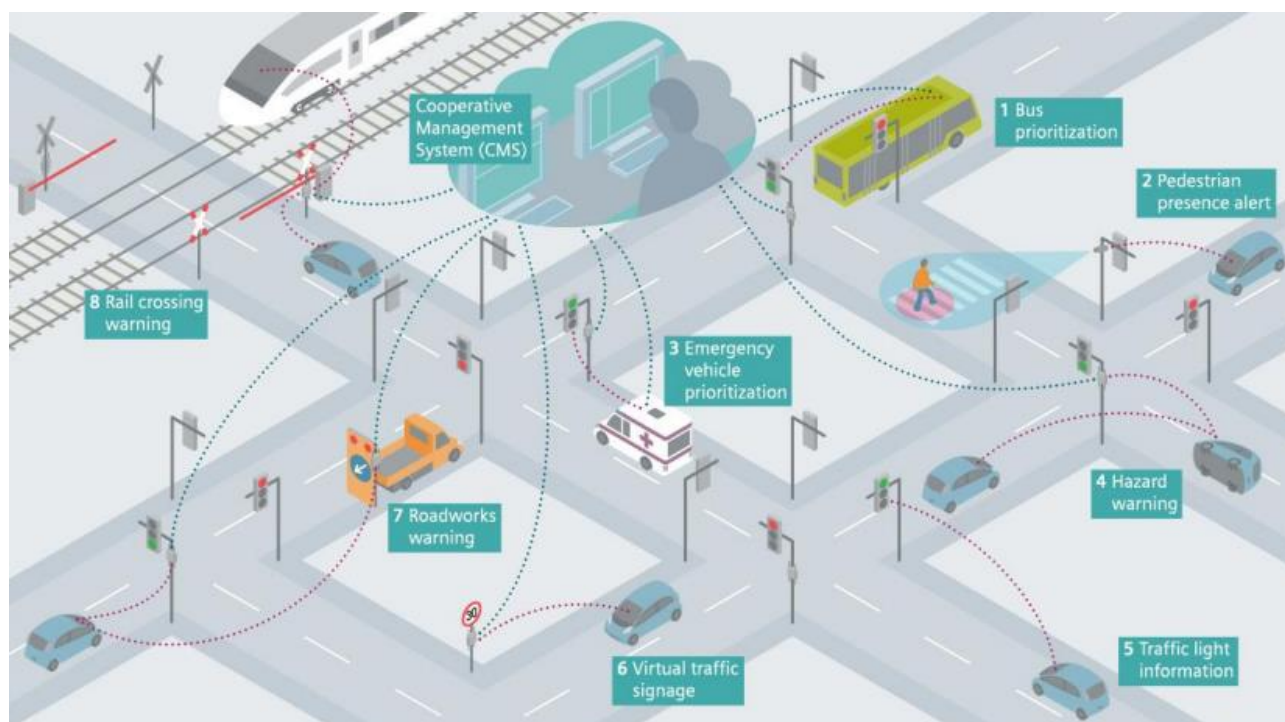 Cooperative
Management
System (CMS)
1 Bus
prioritization
2 Pedestrian
presence alert
8 Rail crossing
warning
3 Emergency
vehicle
prioritization
4 Hazard
warning
7 Roadworks
warning
30
6 Virtual traffic
signage
5 Traffic light
information